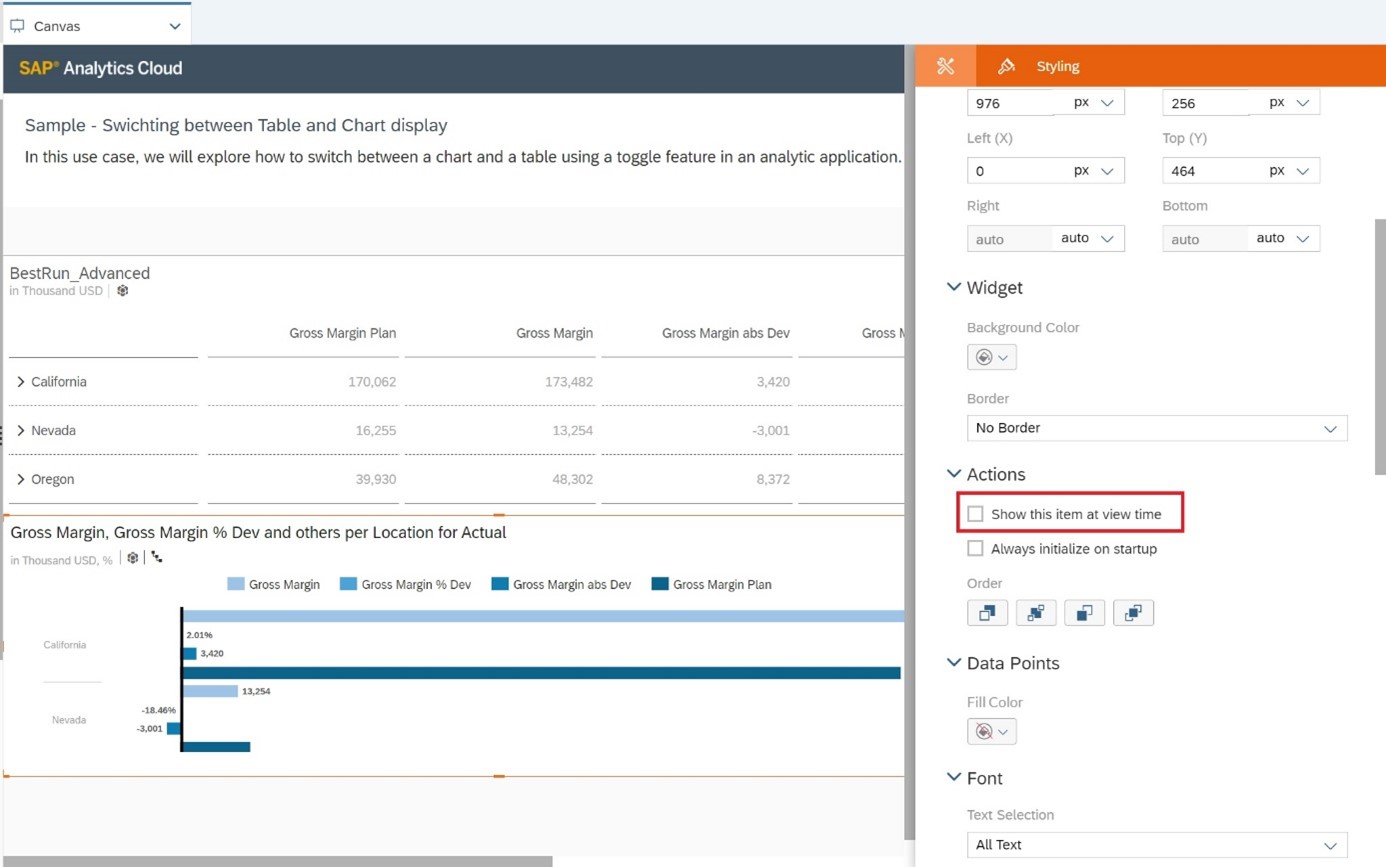 Canvas
SAP® Analytics Cloud
Sample - Swichting between Table and Chart display
In this use case, we will explore how to switch between a chart and a table using a toggle feature in an analytic application.
BestRun_Advanced
in Thousand USD
Gross Margin Plan Gross Margin Gross Margin abs Dev Gross
California 170,062 173,482 3,420
Nevada 16,255 13,254 -3,001
Oregon 39,930 48,302 8,372
Gross Margin, Gross Margin % Dev and others per Location for Actual
in Thousand USD, %
Gross Margin Gross Margin % Dev Gross Margin abs Dev Gross Margin Plan
2.01%
California
3,420
13,254
-18.46%
Nevada
-3,001
Styling
976 px 256 px
Left (X) Top (Y)
0 px 464 px
Right Bottom
auto auto auto auto
Widget
Background Color
Border
No Border
Actions
Show this item at view time
Always initialize on startup
Order
Data Points
Fill Color
Font
Text Selection
All Text